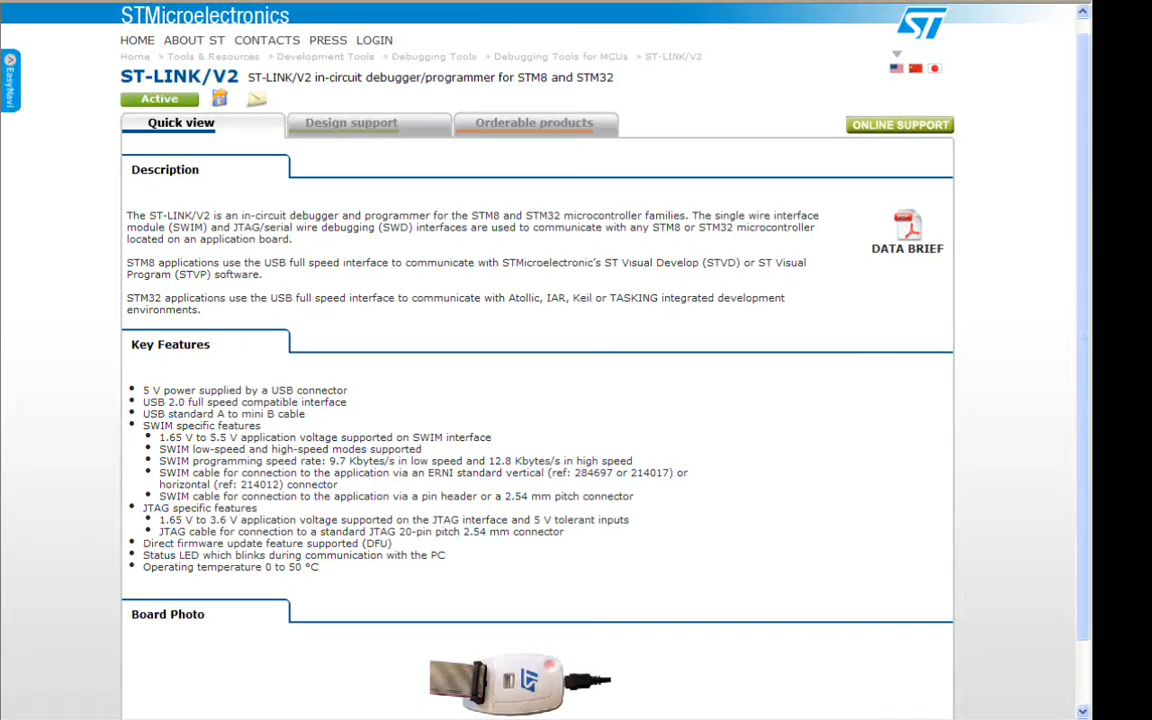 STMicroelectronics
ST
HOME ABOUT ST CONTACTS PRESS LOGIN
Home » Tools & Resources » Development Tools » Debugging Tools » Debugging Tools for MCUs » ST-LINK/V2
EasyNavi
ST-LINK/V2 ST-LINK/V2 in-circuit debugger/programmer for STM8 and STM32
Active
Quick view Design support Orderable products ONLINE SUPPORT
Description
The ST-LINK/V2 is an in-circuit debugger and programmer for the STM8 and STM32 microcontroller families. The single wire interface
module (SWIM) and JTAG/serial wire debugging (SWD) interfaces are used to communicate with any STM8 or STM32 microcontroller
located on an application board.
DATA BRIEF
STM8 applications use the USB full speed interface to communicate with STMicroelectronic's ST Visual Develop (STVD) or ST Visual
Program (STVP) software.
STM32 applications use the USB full speed interface to communicate with Atollic, IAR, Keil or TASKING integrated development
environments.
Key Features
• 5 V power supplied by a USB connector
• USB 2.0 full speed compatible interface
• USB standard A to mini B cable
• SWIM specific features
• 1.65 V to 5.5 V application voltage supported on SWIM interface
• SWIM low-speed and high-speed modes supported
• SWIM programming speed rate: 9.7 Kbytes/s in low speed and 12.8 Kbytes/s in high speed
• SWIM cable for connection to the application via an ERNI standard vertical (ref: 284697 or 214017) or
horizontal (ref: 214012) connector
• SWIM cable for connection to the application via a pin header or a 2.54 mm pitch connector
• JTAG specific features
• 1.65 V to 3.6 V application voltage supported on the JTAG interface and 5 V tolerant inputs
• JTAG cable for connection to a standard JTAG 20-pin pitch 2.54 mm connector
• Direct firmware update feature supported (DFU)
• Status LED which blinks during communication with the PC
• Operating temperature 0 to 50 °C
Board Photo
ST